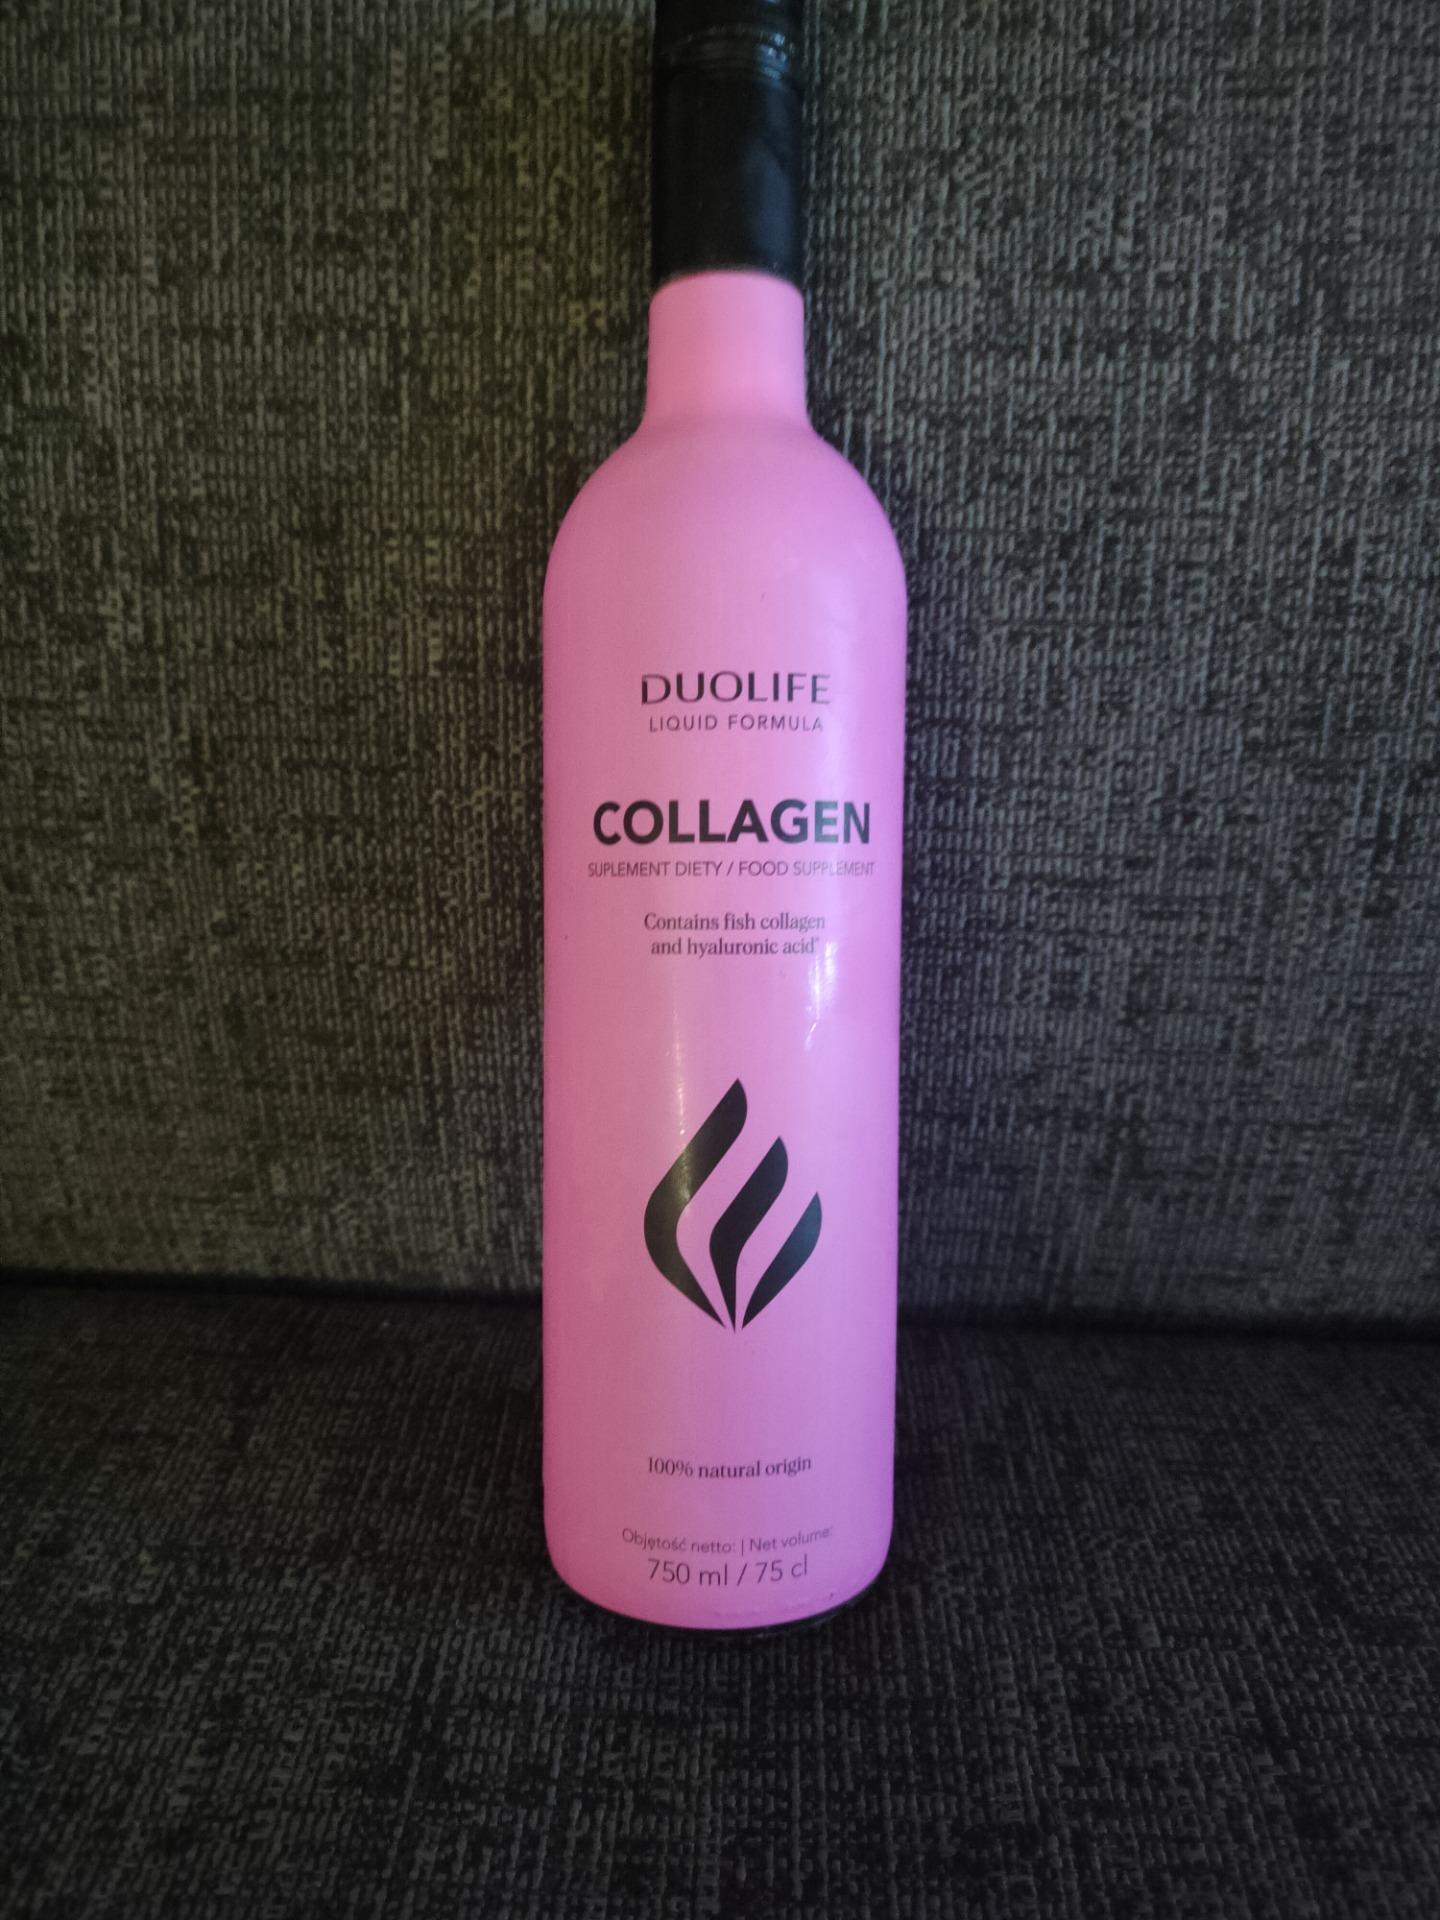 DUOLIFE
LIQUID FORMULA
COLLAGEN
SUPLEMENT DIETY / FOOD SUPPLEMENT
Contains fish collagen
and hyaluronic acid*
100% natural origin
Objętość netto: | Net volume:
750 ml / 75 cl